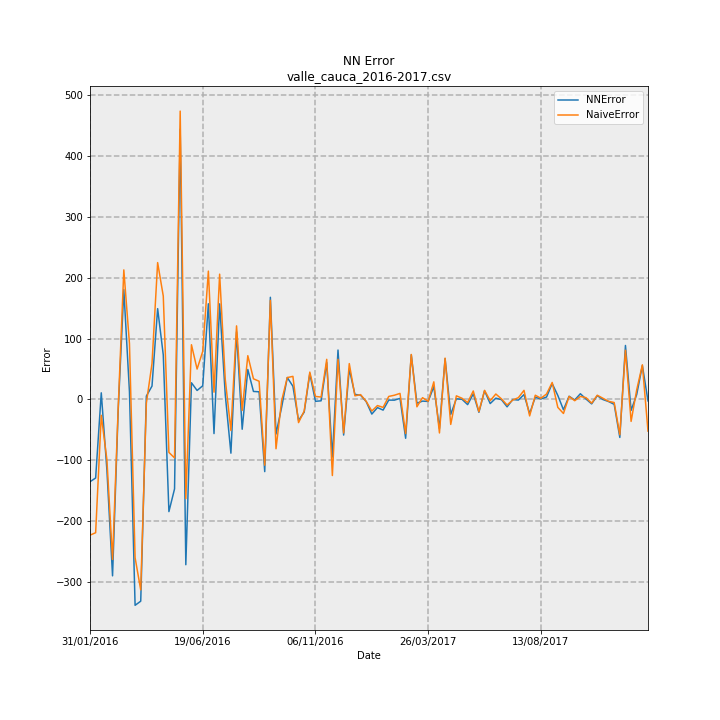 NN Error
valle_cauca_2016-2017.csv
NNError
NaiveError
500
400
300
200
100
0
−100
−200
−300
Error
31/01/2016 19/06/2016 06/11/2016 26/03/2017 13/08/2017
Date